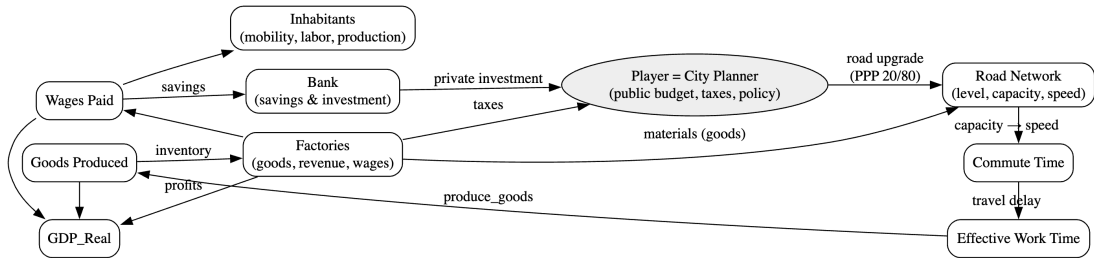 Inhabitants
(mobility, labor, production)
Wages Paid
savings
Bank
(savings & investment)
private investment
Player = City Planner
(public budget, taxes, policy)
road upgrade
(PPP 20/80)
Road Network
(level, capacity, speed)
taxes
materials (goods)
capacity → speed
Goods Produced
inventory
Factories
(goods, revenue, wages)
Commute Time
profits
produce_goods
travel delay
GDP_Real
Effective Work Time